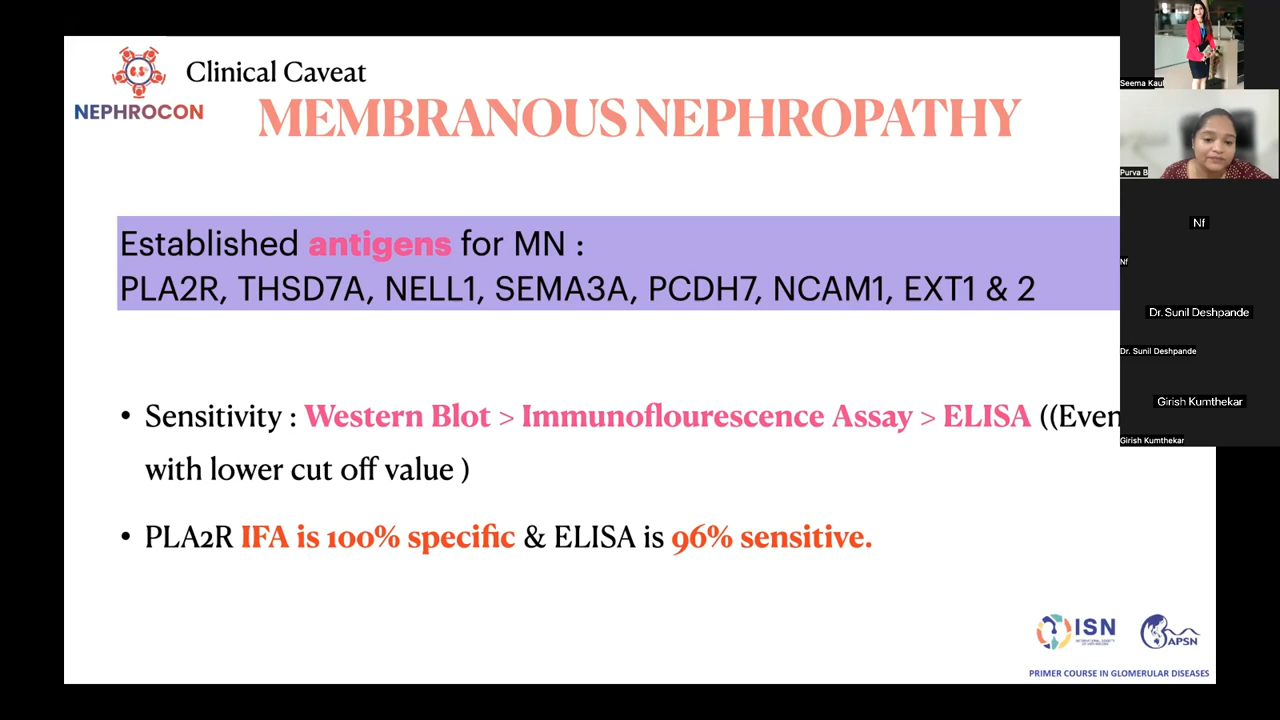 Clinical Caveat
NEPHROCON
MEMBRANOUS NEPHROPATHY
Established antigens for MN :
PLA2R, THSD7A, NELL1, SEMA3A, PCDH7, NCAM1, EXT1 & 2
• Sensitivity : Western Blot > Immunoflourescence Assay > ELISA ((Even
with lower cut off value )
• PLA2R IFA is 100% specific & ELISA is 96% sensitive.
ISN
APSN
PRIMER COURSE IN GLOMERULAR DISEASES
Seema Kaul
Purva B
Nf
Nf
Dr. Sunil Deshpande
Dr. Sunil Deshpande
Girish Kumthekar
Girish Kumthekar